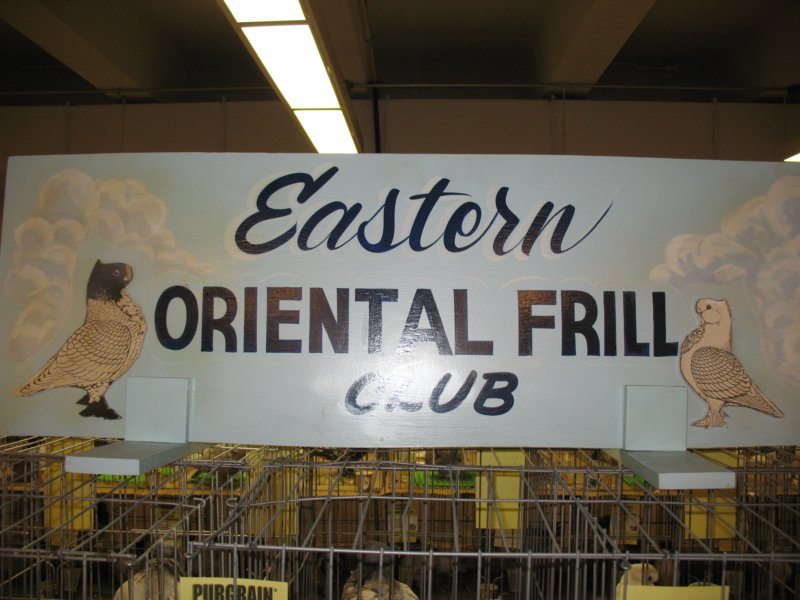 Eastern
ORIENTAL FRILL
CLUB
PURGRAIN